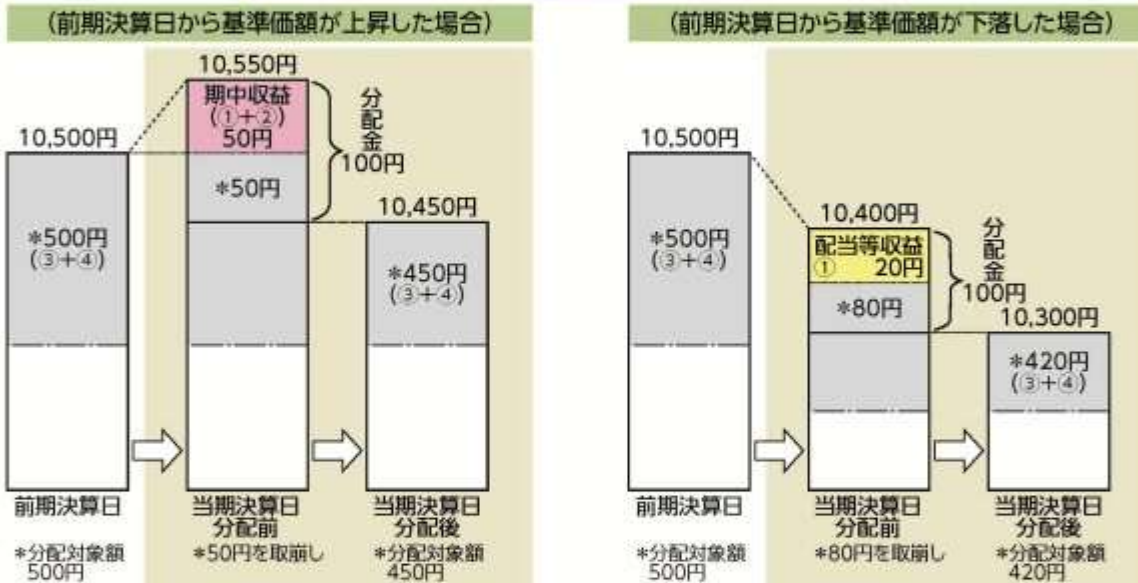 （前期決算日から基準価額が上昇した場合）
10,550円
期中収益
（①＋②）
50円
分配金
100円
10,500円
＊50円
10,450円
＊500円
（③＋④）
＊450円
（③＋④）
前期決算日
当期決算日
分配前
当期決算日
分配後
＊分配対象額
500円
＊50円を取崩し
＊分配対象額
450円
（前期決算日から基準価額が下落した場合）
10,500円
＊500円
（③＋④）
10,400円
配当等収益
① 20円
分配金
100円
＊80円
10,300円
＊420円
（③＋④）
前期決算日
当期決算日
分配前
当期決算日
分配後
＊分配対象額
500円
＊80円を取崩し
＊分配対象額
420円